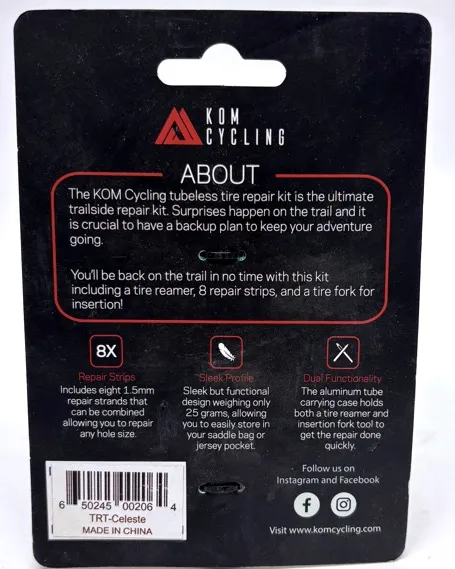 KOM
CYCLING
ABOUT
The KOM Cycling tubeless tire repair kit is the ultimate
trailside repair kit. Surprises happen on the trail and it
is crucial to have a backup plan to keep your adventure
going.
You'll be back on the trail in no time with this kit
including a tire reamer, 8 repair strips, and a tire fork for
insertion!
8X
Repair Strips
Includes eight 1.5mm
repair strands that
can be combined
allowing you to repair
any hole size.
Sleek Profile
Sleek but functional
design weighing only
25 grams, allowing
you to easily store in
your saddle bag or
jersey pocket.
Dual Functionality
The aluminum tube
carrying case holds
both a tire reamer and
insertion fork tool to
get the repair done
quickly.
6 50245 00206 4
TRT-Celeste
MADE IN CHINA
Follow us on
Instagram and Facebook
f
Visit www.komcycling.com